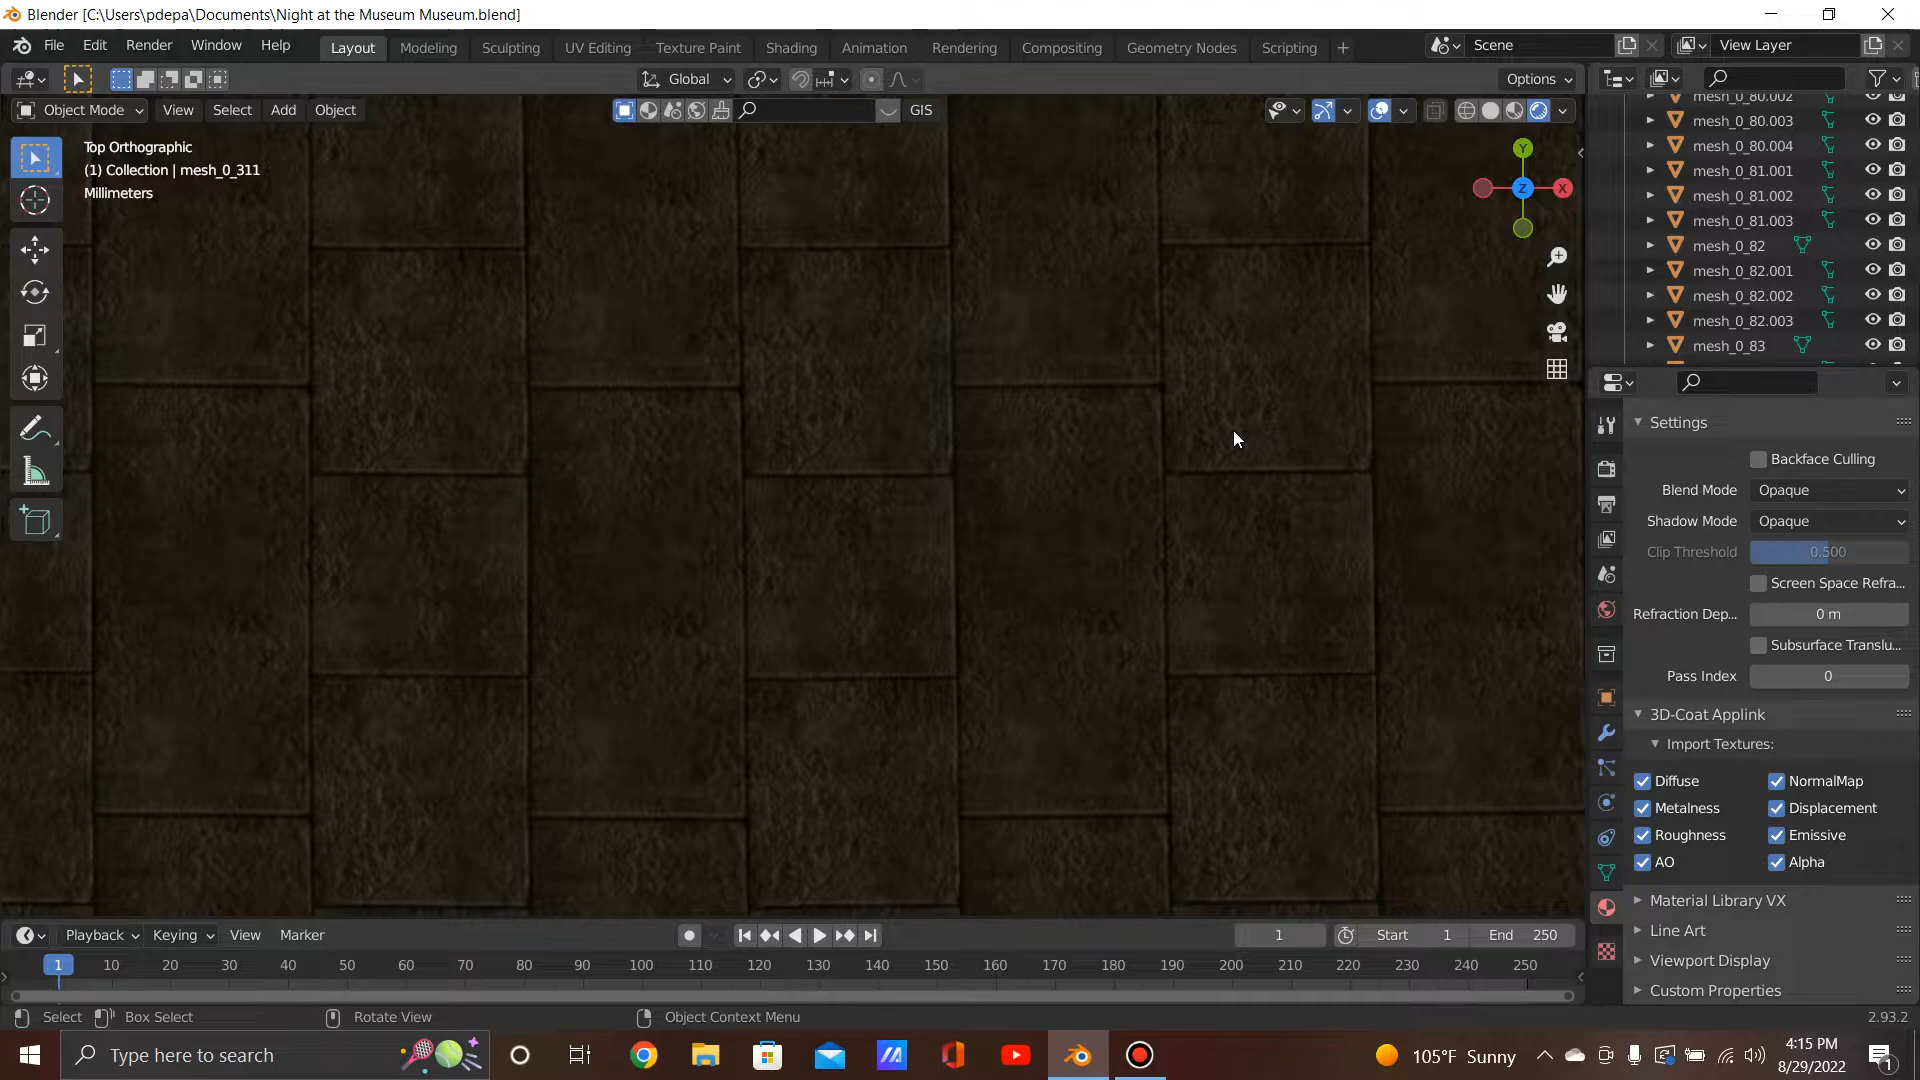 Blender [C:\Users\pdepa\Documents\Night at the Museum Museum.blend]
File Edit Render Window Help Layout Modeling Sculpting UV Editing Texture Paint Shading Animation Rendering Compositing Geometry Nodes Scripting + Scene View Layer
Global Options
Object Mode View Select Add Object GIS
Top Orthographic
(1) Collection | mesh_0_311
Millimeters
Y
X
Z
mesh_0_80.002
mesh_0_80.003
mesh_0_80.004
mesh_0_81.001
mesh_0_81.002
mesh_0_81.003
mesh_0_82
mesh_0_82.001
mesh_0_82.002
mesh_0_82.003
mesh_0_83
Settings
Backface Culling
Blend Mode Opaque
Shadow Mode Opaque
Clip Threshold 0.500
Screen Space Refra...
Refraction Dep... 0 m
Subsurface Translu...
Pass Index 0
3D-Coat Applink
Import Textures:
Diffuse NormalMap
Metalness Displacement
Roughness Emissive
AO Alpha
Material Library VX
Line Art
Viewport Display
Custom Properties
Playback Keying View Marker 1 Start 1 End 250
1 10 20 30 40 50 60 70 80 90 100 110 120 130 140 150 160 170 180 190 200 210 220 230 240 250
Select Box Select Rotate View Object Context Menu 2.93.2
Type here to search 105°F Sunny 4:15 PM
8/29/2022 1